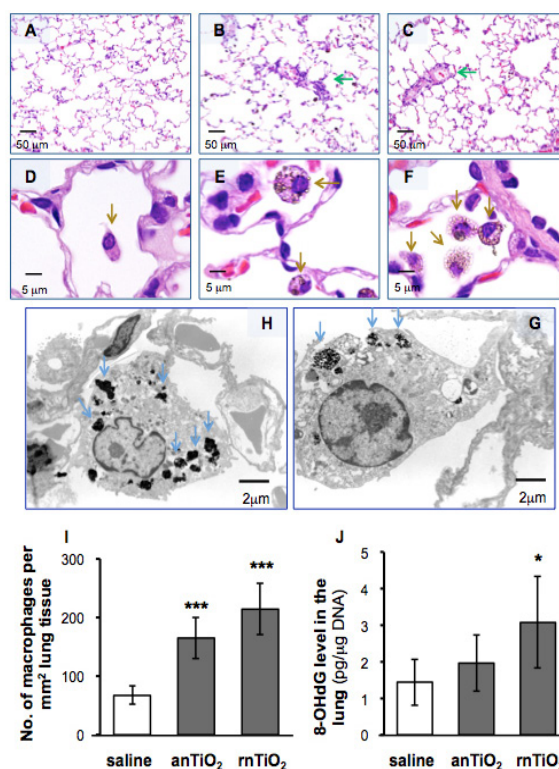 A
B
C
50 µm
50 µm
50 µm
D
E
F
5 µm
5 µm
5 µm
H
G
2µm
2µm
I
J
No. of macrophages per
mm² lung tissue
300
200
100
0
***
***
saline
anTiO₂
rnTiO₂
8-OHdG level in the
lung (pg/µg DNA)
5
4
3
2
1
0
*
saline
anTiO₂
rnTiO